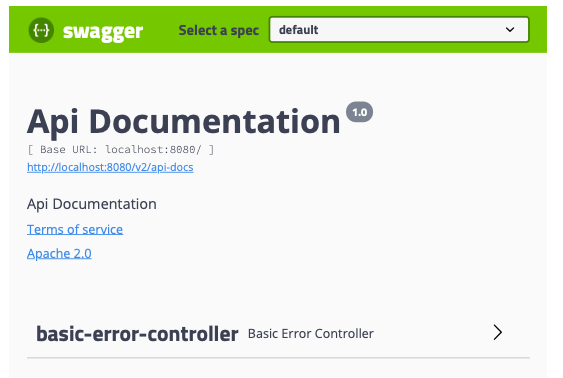 {···} swagger Select a spec default
Api Documentation 1.0
[ Base URL: localhost:8080/ ]
http://localhost:8080/v2/api-docs
Api Documentation
Terms of service
Apache 2.0
basic-error-controller Basic Error Controller